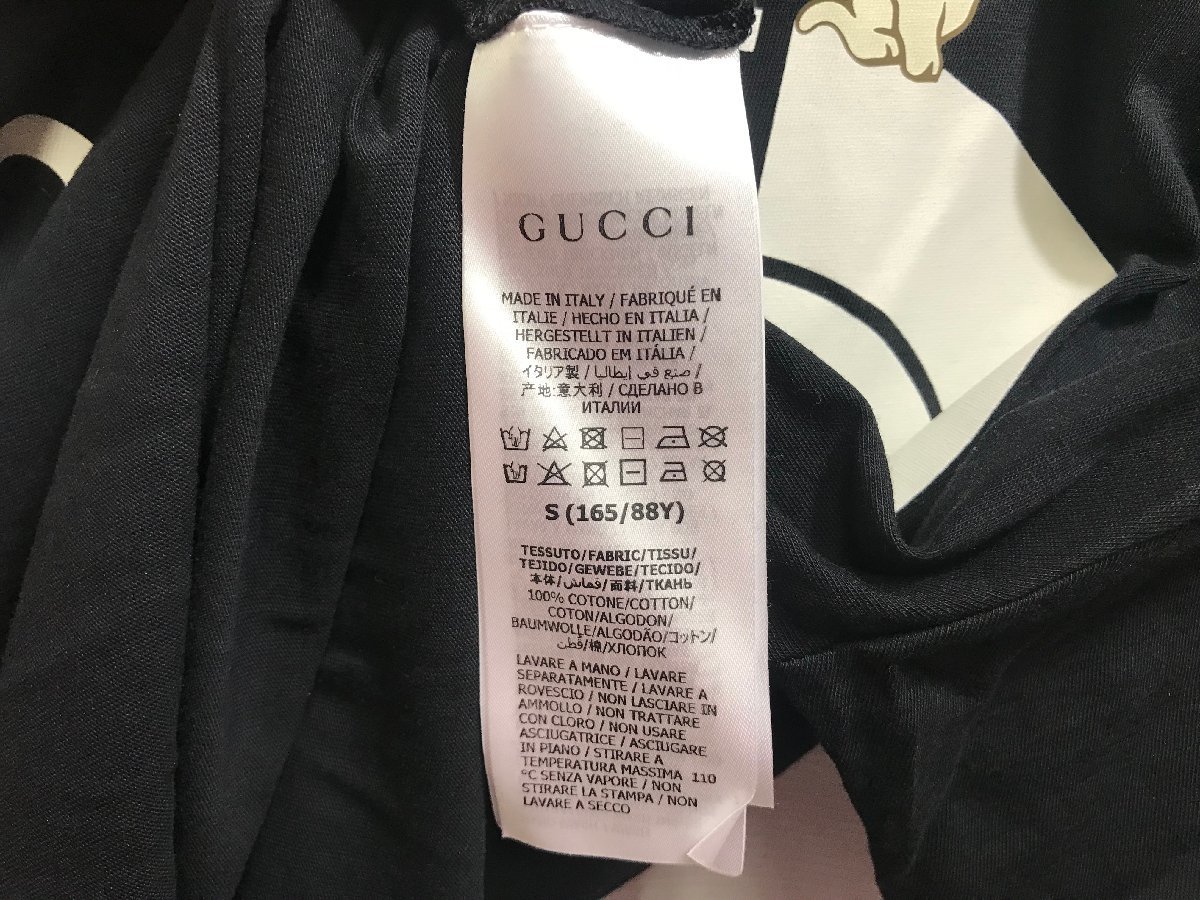 GUCCI
MADE IN ITALY / FABRIQUÉ EN
ITALIE / HECHO EN ITALIA /
HERGESTELLT IN ITALIEN /
FABRICADO EM ITÁLIA /
イタリア製 / صنع في إيطاليا /
产地:意大利 / СДЕЛАНО В
ИТАЛИИ
S (165/88Y)
TESSUTO/FABRIC/TISSU/
TEJIDO/GEWEBE/TECIDO/
本体/قماش/面料/ТКАНЬ
100% COTONE/COTTON/
COTON/ALGODON/
BAUMWOLLE/ALGODÃO/コットン/
قُطن/棉/ХЛОПОК
LAVARE A MANO / LAVARE
SEPARATAMENTE / LAVARE A
ROVESCIO / NON LASCIARE IN
AMMOLLO / NON TRATTARE
CON CLORO / NON USARE
ASCIUGATRICE / ASCIUGARE
IN PIANO / STIRARE A
TEMPERATURA MASSIMA 110
°C SENZA VAPORE / NON
STIRARE LA STAMPA / NON
LAVARE A SECCO